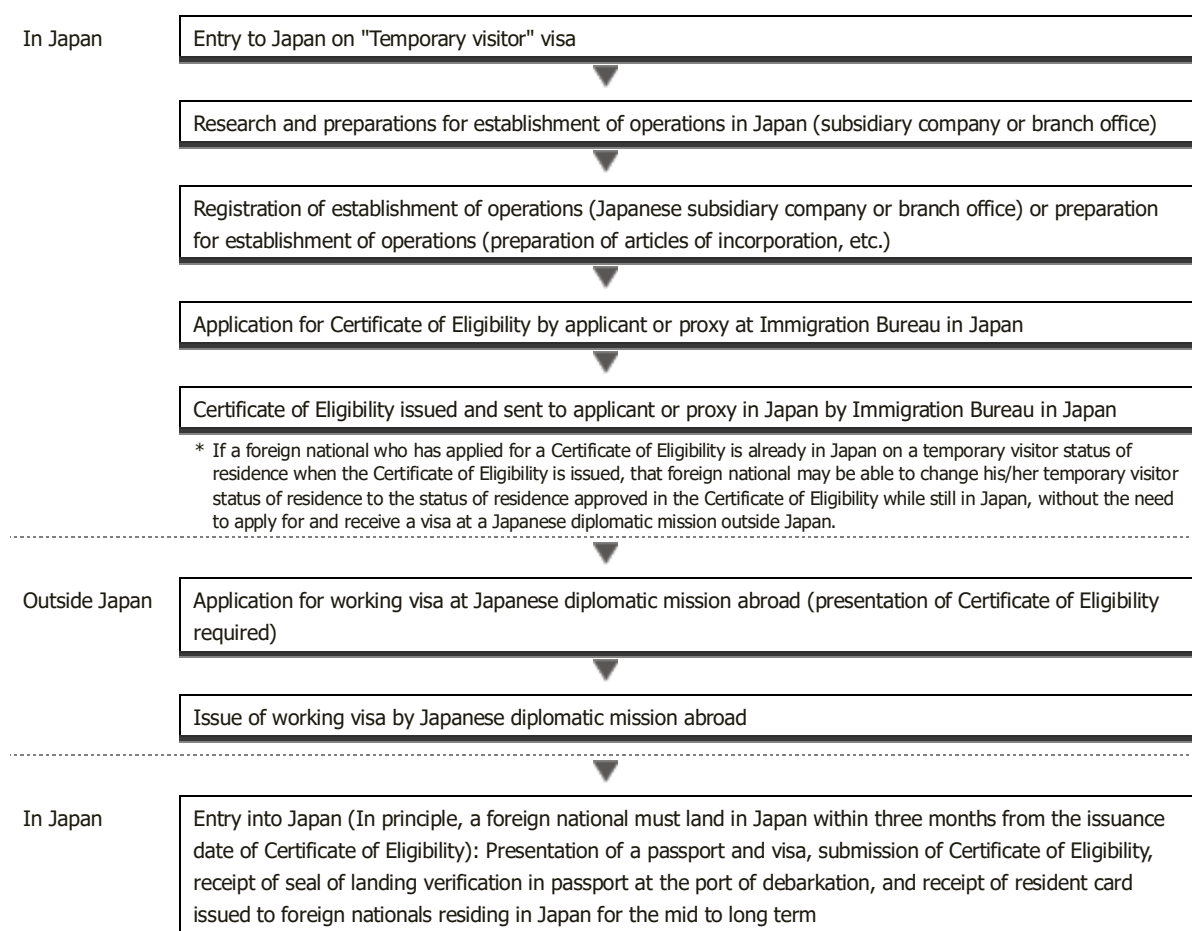 In Japan
Entry to Japan on "Temporary visitor" visa
Research and preparations for establishment of operations in Japan (subsidiary company or branch office)
Registration of establishment of operations (Japanese subsidiary company or branch office) or preparation
for establishment of operations (preparation of articles of incorporation, etc.)
Application for Certificate of Eligibility by applicant or proxy at Immigration Bureau in Japan
Certificate of Eligibility issued and sent to applicant or proxy in Japan by Immigration Bureau in Japan
* If a foreign national who has applied for a Certificate of Eligibility is already in Japan on a temporary visitor status of
residence when the Certificate of Eligibility is issued, that foreign national may be able to change his/her temporary visitor
status of residence to the status of residence approved in the Certificate of Eligibility while still in Japan, without the need
to apply for and receive a visa at a Japanese diplomatic mission outside Japan.
Outside Japan
Application for working visa at Japanese diplomatic mission abroad (presentation of Certificate of Eligibility
required)
Issue of working visa by Japanese diplomatic mission abroad
In Japan
Entry into Japan (In principle, a foreign national must land in Japan within three months from the issuance
date of Certificate of Eligibility): Presentation of a passport and visa, submission of Certificate of Eligibility,
receipt of seal of landing verification in passport at the port of debarkation, and receipt of resident card
issued to foreign nationals residing in Japan for the mid to long term